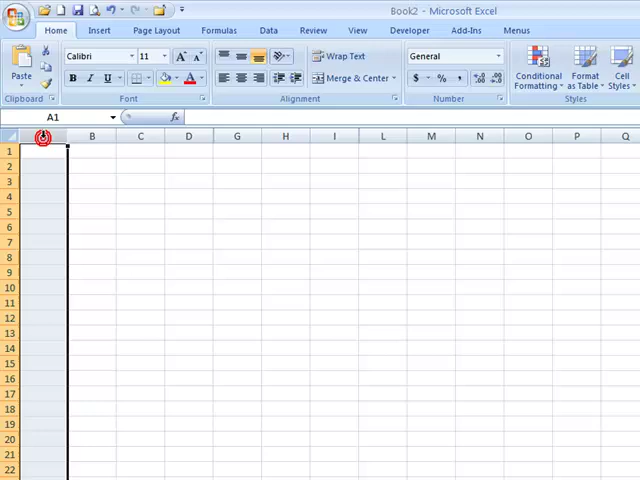 Book2 - Microsoft Excel
Home Insert Page Layout Formulas Data Review View Developer Add-Ins Menus
Paste
Calibri 11 A A
B I U A
Wrap Text
Merge & Center
General
$ % ,
Conditional Formatting
Format as Table
Cell Styles
Clipboard Font Alignment Number Styles
A1 fx
B C D G H I L M N O P Q
1
2
3
4
5
6
7
8
9
10
11
12
13
14
15
16
17
18
19
20
21
22